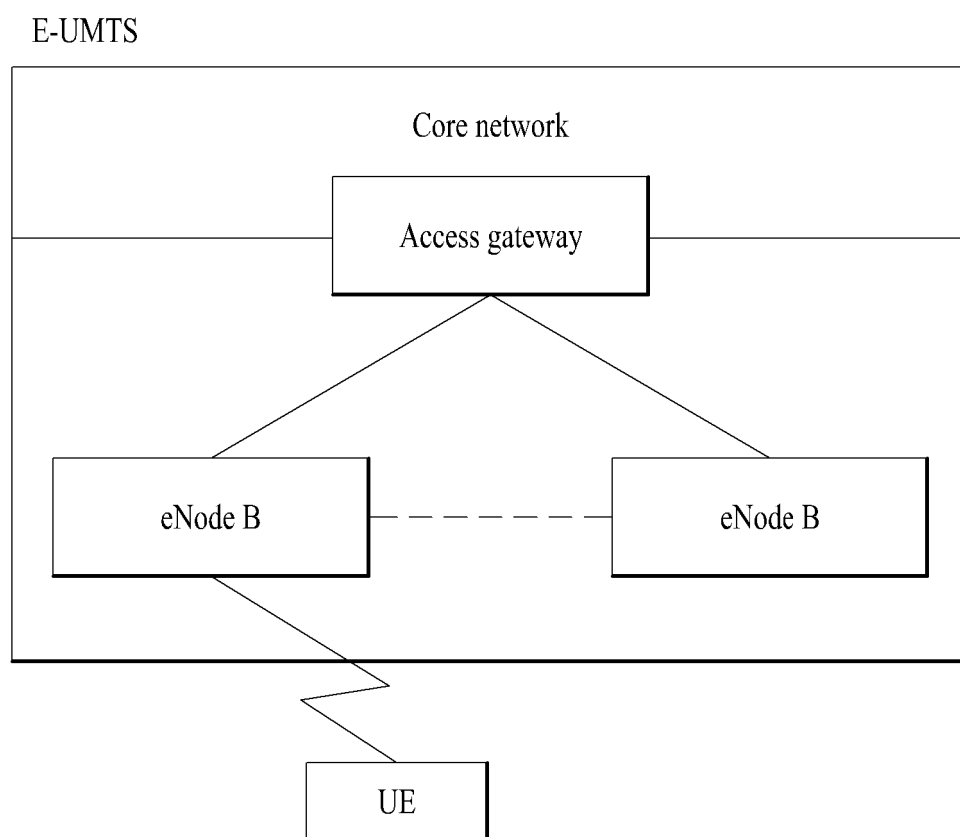 E-UMTS
Core network
Access gateway
eNode B
eNode B
UE